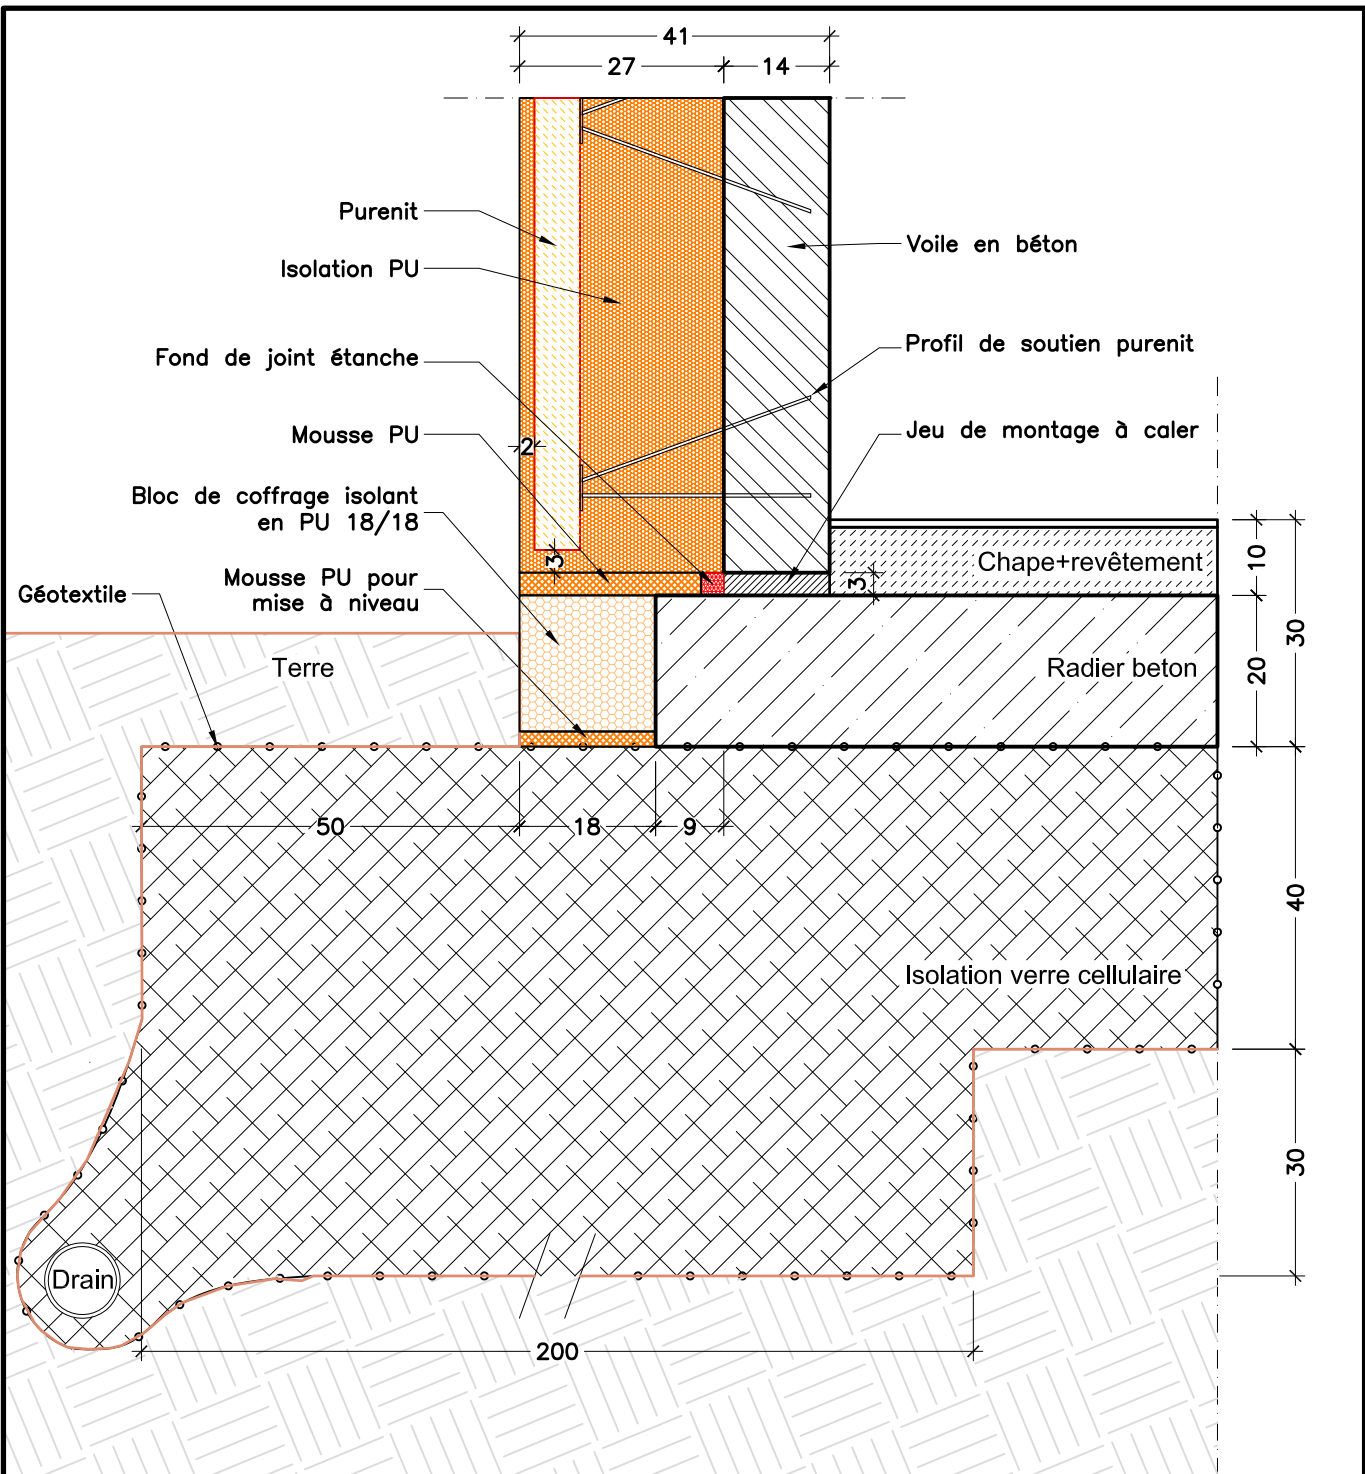 41
27
14
Purenit
Isolation PU
Fond de joint étanche
Mousse PU
2
Bloc de coffrage isolant
en PU 18/18
3
Mousse PU pour
mise à niveau
Géotextile
Voile en béton
Profil de soutien purenit
Jeu de montage à caler
Chape+revêtement
3
10
30
20
Terre
Radier beton
50
18
9
40
Isolation verre cellulaire
30
Drain
200